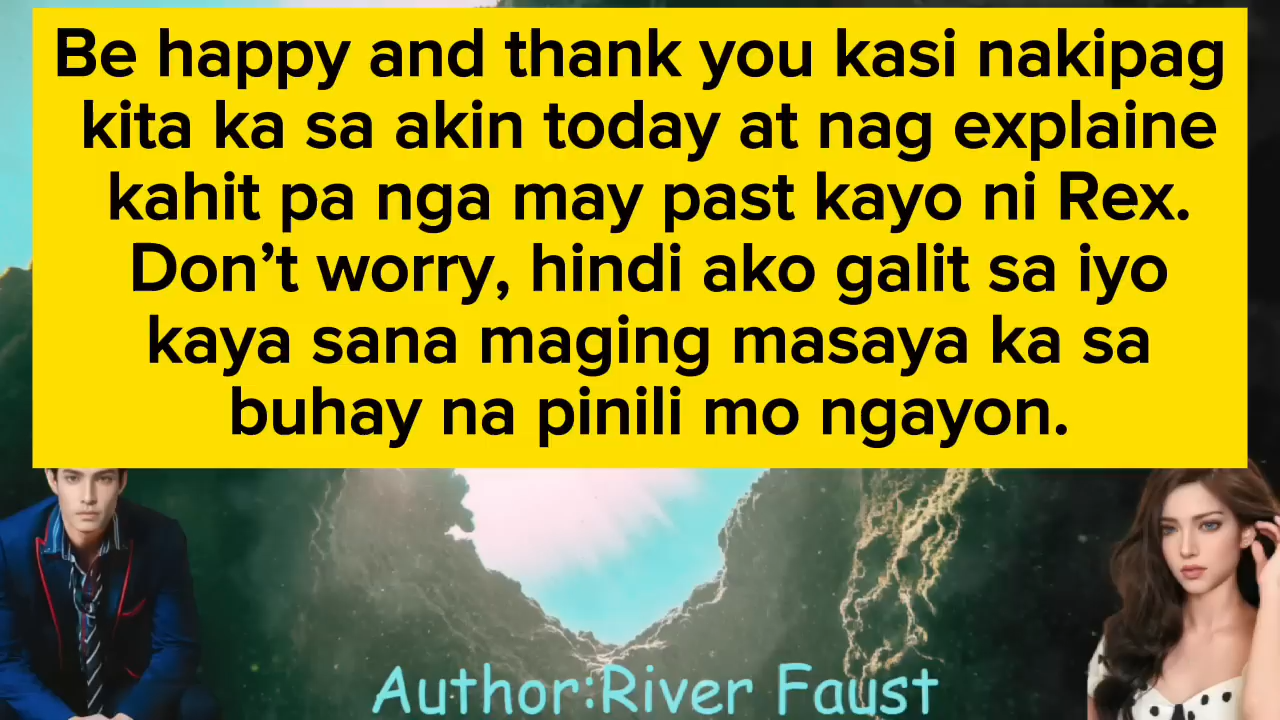 Be happy and thank you kasi nakipag
kita ka sa akin today at nag explaine
kahit pa nga may past kayo ni Rex.
Don’t worry, hindi ako galit sa iyo
kaya sana maging masaya ka sa
buhay na pinili mo ngayon.
Author:River Faust